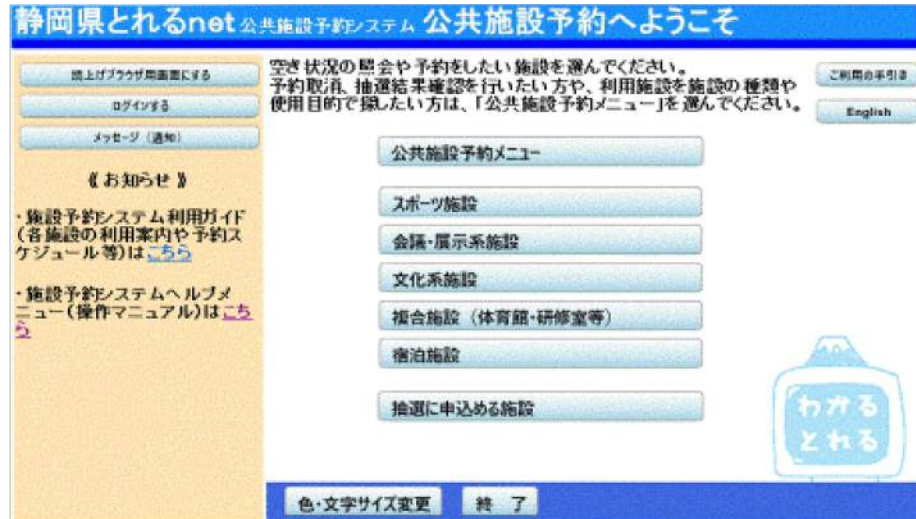 静岡県とれるnet 公共施設予約システム 公共施設予約へようこそ
読上げブラウザ用画面にする
ログインする
メッセージ（通知）
《お知らせ》
・施設予約システム利用ガイド
(各施設の利用案内や予約ス
ケジュール等)はこちら
・施設予約システムヘルプメ
ニュー(操作マニュアル)はこち
ら
空き状況の照会や予約をしたい施設を選んでください。
予約取消、抽選結果確認を行いたい方や、利用施設を施設の種類や
使用目的で探したい方は、「公共施設予約メニュー」を選んでください。
ご利用の手引き
English
公共施設予約メニュー
スポーツ施設
会議・展示系施設
文化系施設
複合施設（体育館・研修室等）
宿泊施設
抽選に申込める施設
わかる
とれる
色・文字サイズ変更
終 了